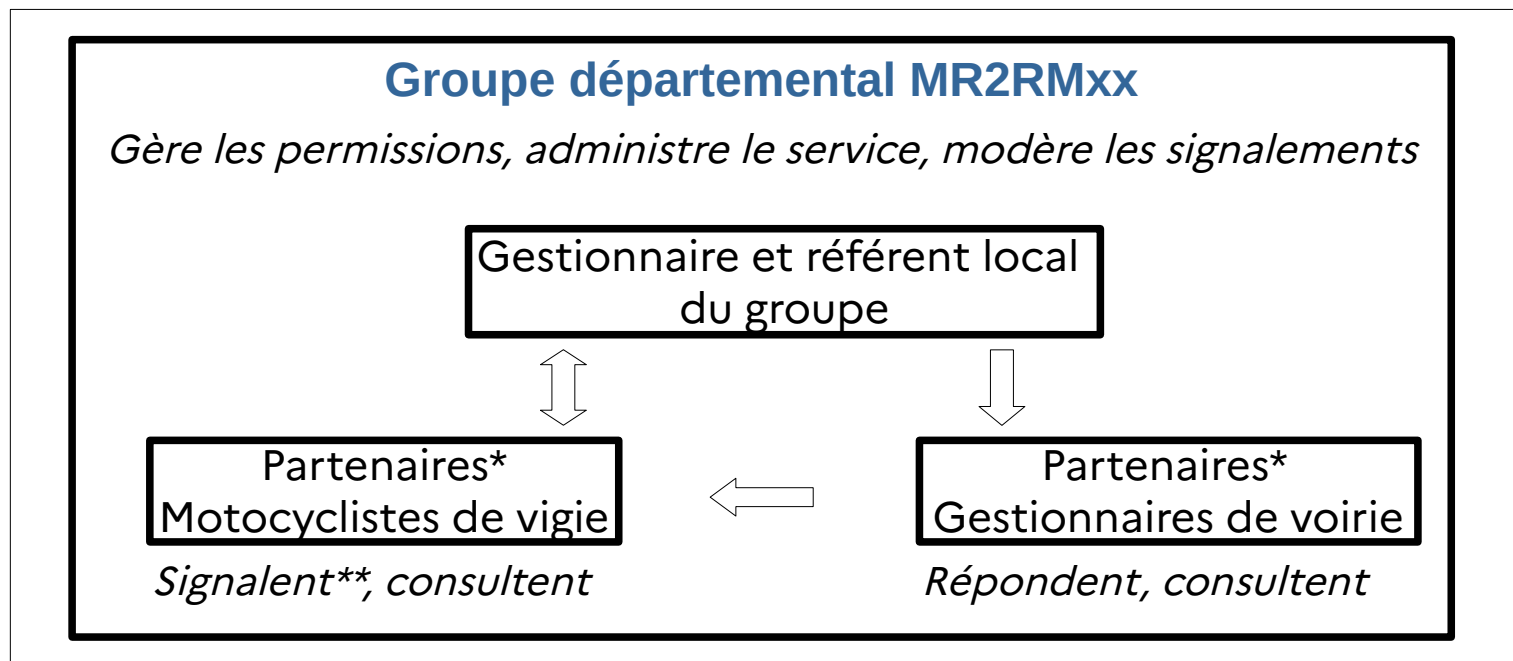 Groupe départemental MR2RMxx
Gère les permissions, administre le service, modère les signalements
Gestionnaire et référent local
du groupe
Partenaires*
Motocyclistes de vigie
Signalent**, consultent
Partenaires*
Gestionnaires de voirie
Répondent, consultent